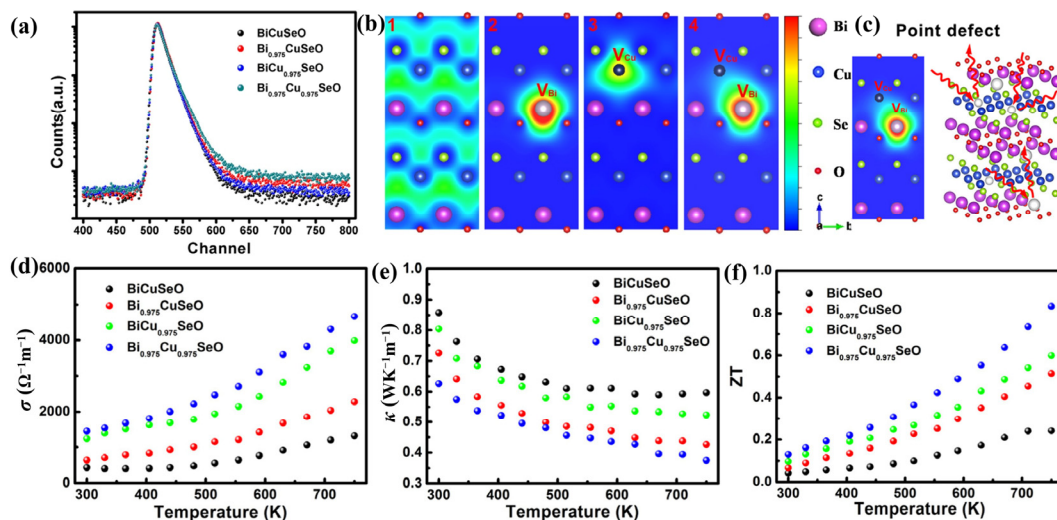 (a)
Counts(a.u.)
BiCuSeO
Bi0.975CuSeO
BiCu0.975SeO
Bi0.975Cu0.975SeO
400 450 500 550 600 650 700 750 800
Channel
(b)
1
2
3
4
VBi
VCu
VCu
VBi
1
0
Bi
Cu
Se
O
c
a
b
(c)
Point defect
VCu
VBi
(d)
σ (Ω⁻¹m⁻¹)
6000
4000
2000
0
BiCuSeO
Bi0.975CuSeO
BiCu0.975SeO
Bi0.975Cu0.975SeO
300 400 500 600 700
Temperature (K)
(e)
κ (WK⁻¹m⁻¹)
1.0
0.9
0.8
0.7
0.6
0.5
0.4
0.3
BiCuSeO
Bi0.975CuSeO
BiCu0.975SeO
Bi0.975Cu0.975SeO
300 400 500 600 700
Temperature (K)
(f)
ZT
1.0
0.8
0.6
0.4
0.2
0.0
BiCuSeO
Bi0.975CuSeO
BiCu0.975SeO
Bi0.975Cu0.975SeO
300 400 500 600 700
Temperature (K)